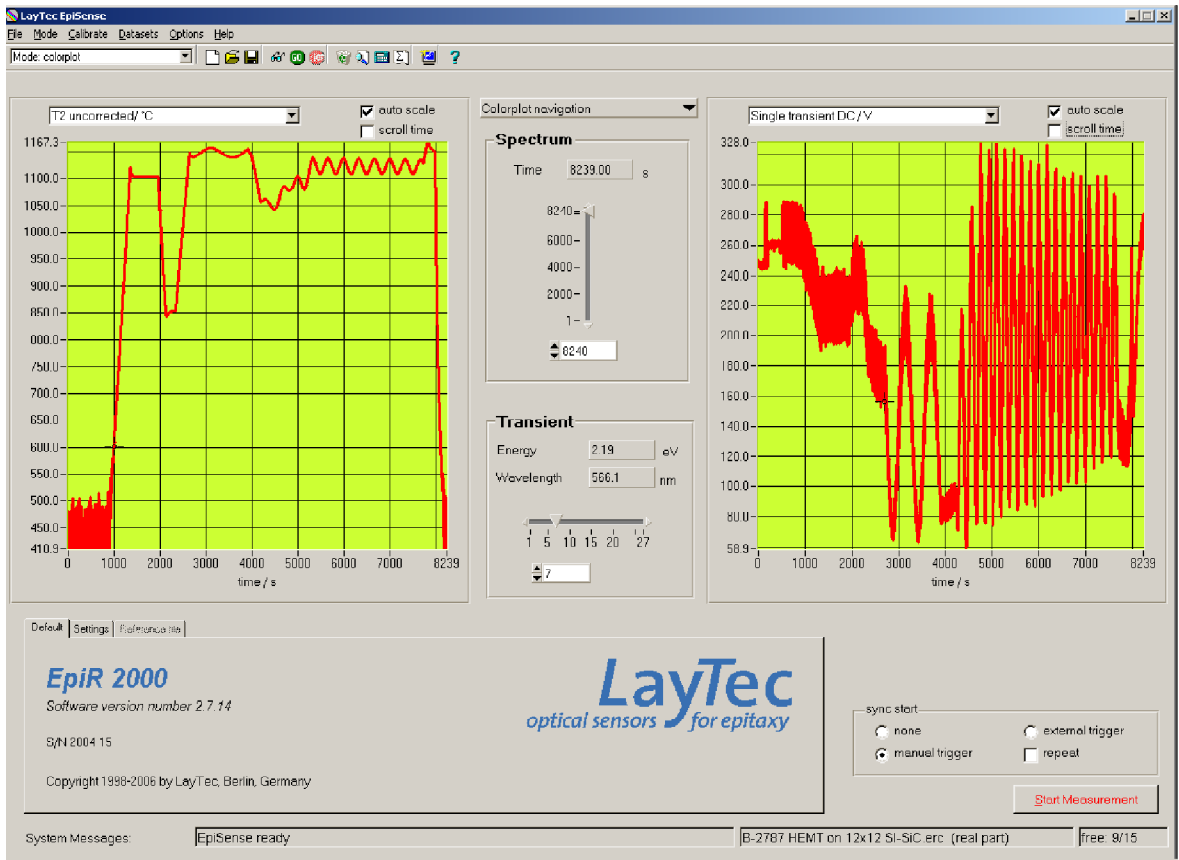 LayTec EpiSense
File Mode Calibrate Datasets Options Help
Mode: colorplot
T2 uncorrected/ °C
auto scale
scroll time
1167.3
1100.0
1050.0
1000.0
950.0
900.0
850.0
800.0
750.0
700.0
650.0
600.0
550.0
500.0
450.0
410.9
0 1000 2000 3000 4000 5000 6000 7000 8239
time / s
Colorplot navigation
Spectrum
Time 8239.00 s
8240
6000
4000
2000
1
8240
Transient
Energy 2.19 eV
Wavelength 566.1 nm
1 5 10 15 20 27
7
Single transient DC / V
auto scale
scroll time
328.0
300.0
280.0
260.0
240.0
220.0
200.0
180.0
160.0
140.0
120.0
100.0
80.0
58.9
0 1000 2000 3000 4000 5000 6000 7000 8239
time / s
Default Settings
EpiR 2000
Software version number 2.7.14
S/N 2004 15
Copyright 1998-2006 by LayTec, Berlin, Germany
LayTec
optical sensors for epitaxy
sync start
none external trigger
manual trigger repeat
Start Measurement
System Messages: EpiSense ready B-2787 HEMT on 12x12 SI-SiC.erc (real part) free: 9/15